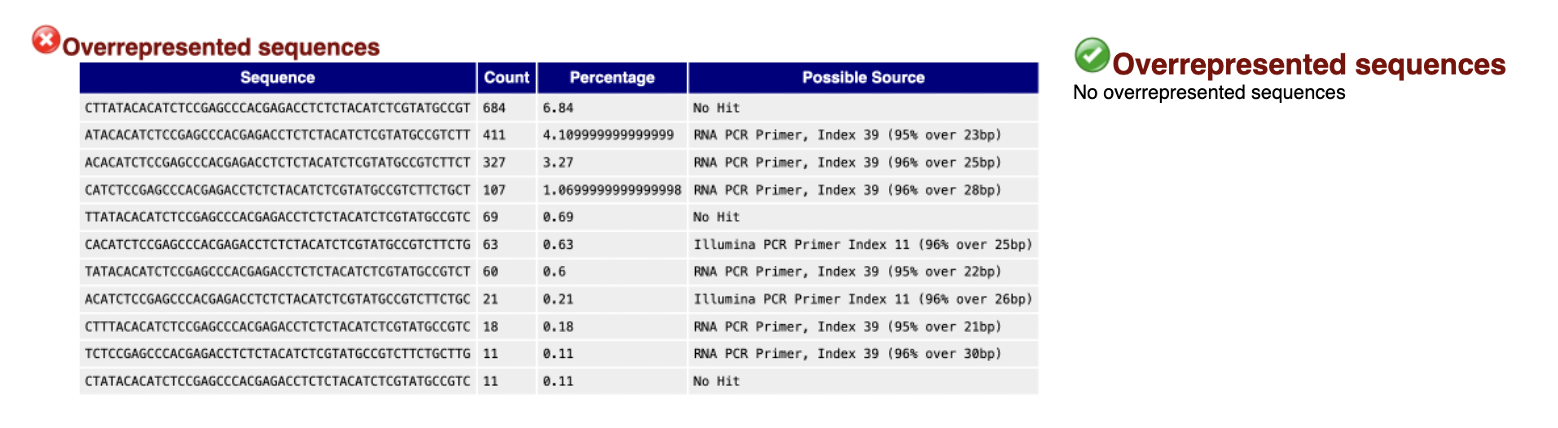 Overrepresented sequences
Sequence Count Percentage Possible Source
CTTATACACATCTCCGAGCCCACGAGACCTCTCTACATCTCGTATGCCGT 684 6.84 No Hit
ATACACATCTCCGAGCCCACGAGACCTCTCTACATCTCGTATGCCGTCTT 411 4.109999999999999 RNA PCR Primer, Index 39 (95% over 23bp)
ACACATCTCCGAGCCCACGAGACCTCTCTACATCTCGTATGCCGTCTTCT 327 3.27 RNA PCR Primer, Index 39 (96% over 25bp)
CATCTCCGAGCCCACGAGACCTCTCTACATCTCGTATGCCGTCTTCTGCT 107 1.0699999999999998 RNA PCR Primer, Index 39 (96% over 28bp)
TTATACACATCTCCGAGCCCACGAGACCTCTCTACATCTCGTATGCCGTC 69 0.69 No Hit
CACATCTCCGAGCCCACGAGACCTCTCTACATCTCGTATGCCGTCTTCTG 63 0.63 Illumina PCR Primer Index 11 (96% over 25bp)
TATACACATCTCCGAGCCCACGAGACCTCTCTACATCTCGTATGCCGTCT 60 0.6 RNA PCR Primer, Index 39 (95% over 22bp)
ACATCTCCGAGCCCACGAGACCTCTCTACATCTCGTATGCCGTCTTCTGC 21 0.21 Illumina PCR Primer Index 11 (96% over 26bp)
CTTTACACATCTCCGAGCCCACGAGACCTCTCTACATCTCGTATGCCGTC 18 0.18 RNA PCR Primer, Index 39 (95% over 21bp)
TCTCCGAGCCCACGAGACCTCTCTACATCTCGTATGCCGTCTTCTGCTTG 11 0.11 RNA PCR Primer, Index 39 (96% over 30bp)
CTATACACATCTCCGAGCCCACGAGACCTCTCTACATCTCGTATGCCGTC 11 0.11 No Hit
Overrepresented sequences
No overrepresented sequences